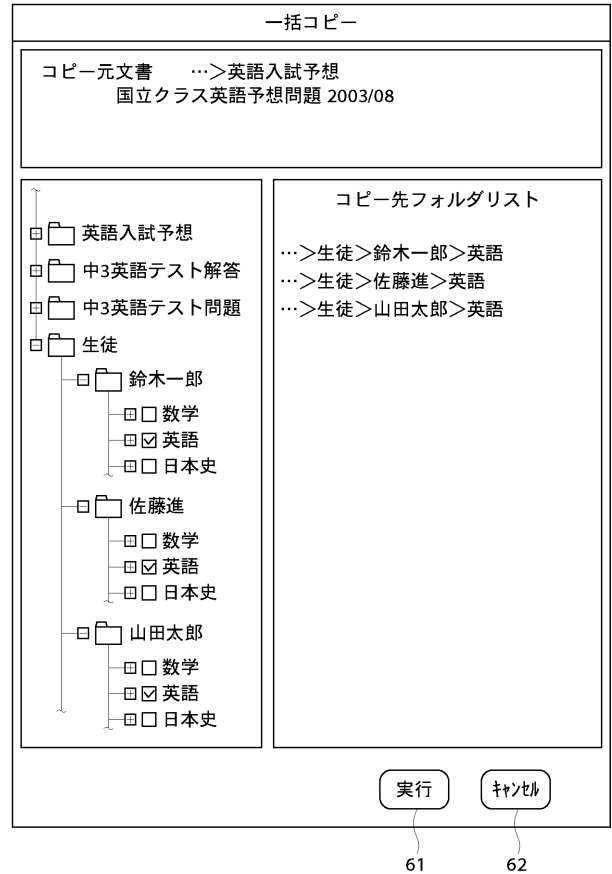 一括コピー
コピー元文書 …＞英語入試予想
国立クラス英語予想問題 2003/08
英語入試予想
中3英語テスト解答
中3英語テスト問題
生徒
鈴木一郎
数学
英語
日本史
佐藤進
数学
英語
日本史
山田太郎
数学
英語
日本史
コピー先フォルダリスト
…＞生徒＞鈴木一郎＞英語
…＞生徒＞佐藤進＞英語
…＞生徒＞山田太郎＞英語
実行 ｷｬﾝｾﾙ
61 62